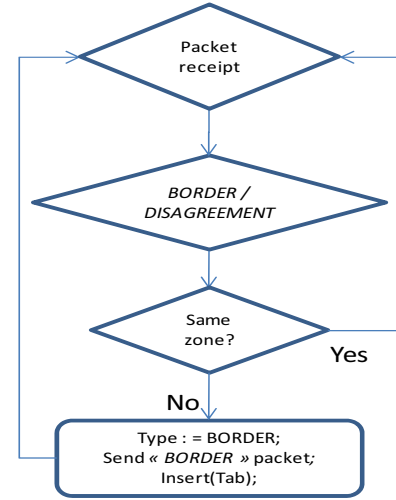 Packet
receipt
BORDER /
DISAGREEMENT
Same
zone?
Yes
No
Type : = BORDER;
Send « BORDER » packet;
Insert(Tab);